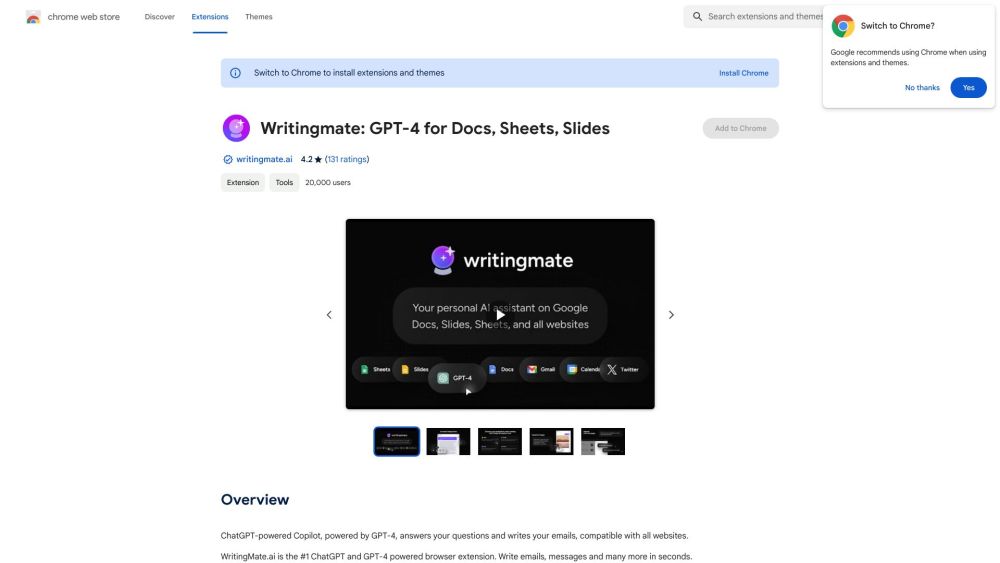 chrome web store
Discover
Extensions
Themes
Search extensions and themes
Switch to Chrome?
Google recommends using Chrome when using
extensions and themes.
No thanks
Yes
Switch to Chrome to install extensions and themes
Install Chrome
Writingmate: GPT-4 for Docs, Sheets, Slides
Add to Chrome
writingmate.ai
4.2 ★ (131 ratings)
Extension
Tools
20,000 users
writingmate
Your personal AI assistant on Google
Docs, Slides, Sheets, and all websites
Sheets
Slides
GPT-4
Docs
Gmail
Twitter
Overview
ChatGPT-powered Copilot, powered by GPT-4, answers your questions and writes your emails, compatible with all websites.
WritingMate.ai is the #1 ChatGPT and GPT-4 powered browser extension. Write emails, messages and many more in seconds.